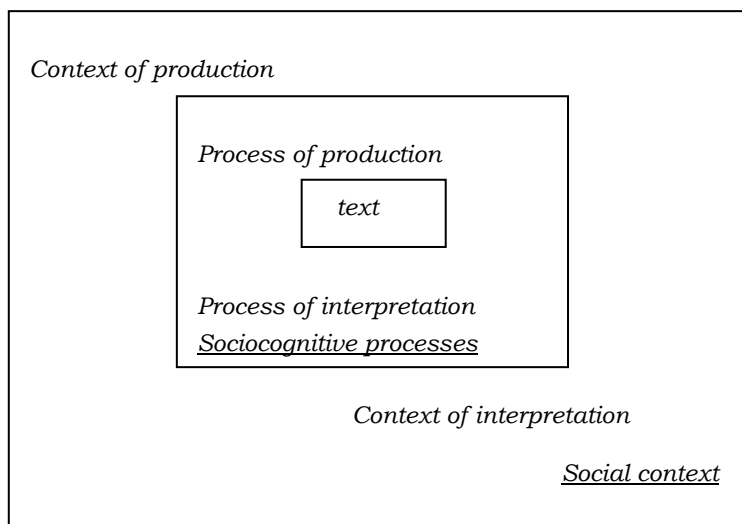 Context of production
Process of production
text
Process of interpretation
Sociocognitive processes
Context of interpretation
Social context